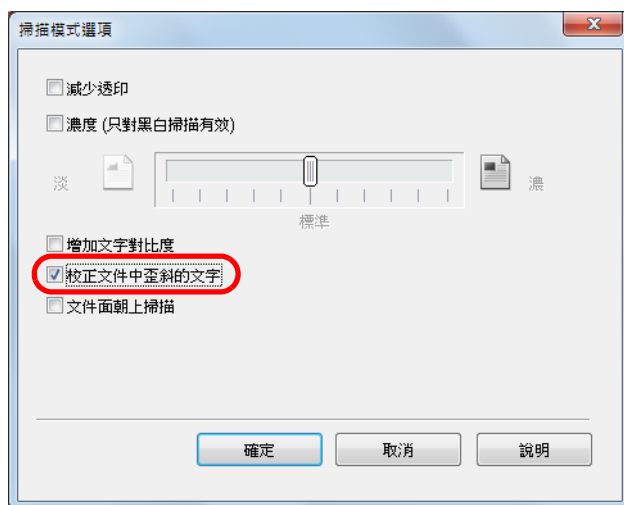 掃描模式選項
減少透印
濃度 (只對黑白掃描有效)
淡
濃
標準
增加文字對比度
校正文件中歪斜的文字
文件面朝上掃描
確定
取消
說明